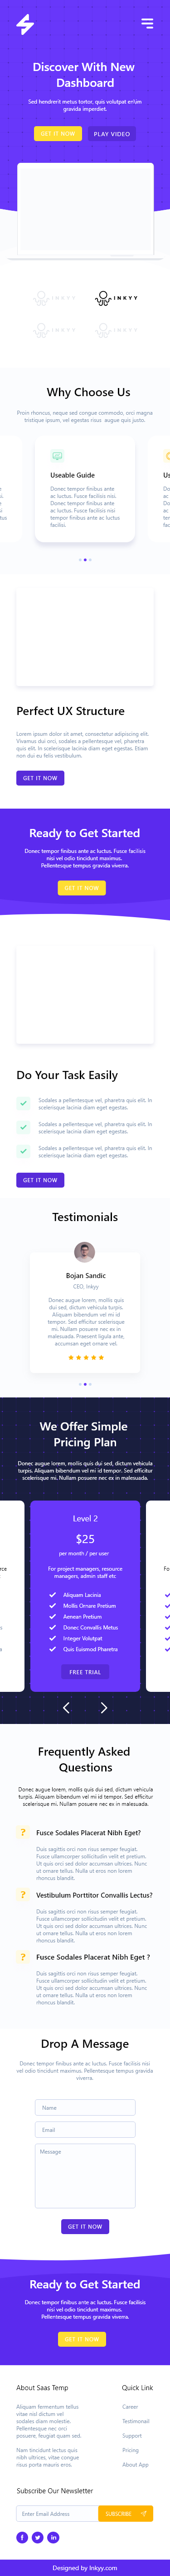 Discover With New
Dashboard
Sed hendrerit metus tortor, quis volutpat enim
gravida imperdiet.
GET IT NOW
PLAY VIDEO
INKYY
INKYY
INKYY
INKYY
Why Choose Us
Proin rhoncus, neque sed congue commodo, orci magna
tristique ipsum, vel egestas risus augue quis justo.
Useable Guide
Donec tempor finibus ante
ac luctus. Fusce facilisis nisi.
Donec tempor finibus ante
ac luctus. Fusce facilisis nisi
tempor finibus ante ac luctus
facilisi.
Perfect UX Structure
Lorem ipsum dolor sit amet, consectetur adipiscing elit.
Vivamus dui orci, sodales a pellentesque vel, pharetra
quis elit. In scelerisque lacinia diam eget egestas. Etiam
non dui eu felis vestibulum.
GET IT NOW
Ready to Get Started
Donec tempor finibus ante ac luctus. Fusce facilisis
nisi vel odio tincidunt maximus.
Pellentesque tempus gravida viverra.
GET IT NOW
Do Your Task Easily
Sodales a pellentesque vel, pharetra quis elit. In
scelerisque lacinia diam eget egestas.
Sodales a pellentesque vel, pharetra quis elit. In
scelerisque lacinia diam eget egestas.
Sodales a pellentesque vel, pharetra quis elit. In
scelerisque lacinia diam eget egestas.
GET IT NOW
Testimonials
Bojan Sandic
CEO, Inkyy
Donec augue lorem, mollis quis
dui sed, dictum vehicula turpis.
Aliquam bibendum vel mi id
tempor. Sed efficitur scelerisque
mi. Nullam posuere nec ex in
malesuada. Praesent ligula ante,
accumsan eget ornare vel.
We Offer Simple
Pricing Plan
Donec augue lorem, mollis quis dui sed, dictum vehicula
turpis. Aliquam bibendum vel mi id tempor. Sed efficitur
scelerisque mi. Nullam posuere nec ex in malesuada.
Level 2
$25
per month / per user
For project managers, resource
managers, admin staff etc
Aliquiam Lacinia
Mollis Ornare Pretium
Aenean Pretium
Donec Convallis Metus
Integer Volutpat
Quis Euismod Pharetra
FREE TRIAL
Frequently Asked
Questions
Donec augue lorem, mollis quis dui sed, dictum vehicula
turpis. Aliquam bibendum vel mi id tempor. Sed efficitur
scelerisque mi. Nullam posuere nec ex in malesuada.
? Fusce Sodales Placerat Nibh Eget?
Duis sagittis orci non risus semper feugiat.
Fusce ullamcorper sollicitudin velit et pretium.
Ut quis orci sed dolor accumsan ultrices. Nunc
ut ornare tellus. Nulla ut eros non lorem
rhoncus blandit.
? Vestibulum Porttitor Convallis Lectus?
Duis sagittis orci non risus semper feugiat.
Fusce ullamcorper sollicitudin velit et pretium.
Ut quis orci sed dolor accumsan ultrices. Nunc
ut ornare tellus. Nulla ut eros non lorem
rhoncus blandit.
? Fusce Sodales Placerat Nibh Eget ?
Duis sagittis orci non risus semper feugiat.
Fusce ullamcorper sollicitudin velit et pretium.
Ut quis orci sed dolor accumsan ultrices. Nunc
ut ornare tellus. Nulla ut eros non lorem
rhoncus blandit.
Drop A Message
Donec tempor finibus ante ac luctus. Fusce facilisis nisi
vel odio tincidunt maximus. Pellentesque tempus gravida
viverra.
Name
Email
Message
GET IT NOW
Ready to Get Started
Donec tempor finibus ante ac luctus. Fusce facilisis
nisi vel odio tincidunt maximus.
Pellentesque tempus gravida viverra.
GET IT NOW
About Saas Temp
Aliquam fermentum tellus
vitae nisl dictum vel
sodales diam molestie.
Pellentesque nec orci
posuere, feugiat quam sed.
Nam tincidunt lectus quis
nibh ultrices, vitae congue
risus porta mauris eros.
Quick Link
Career
Testimonail
Support
Pricing
About App
Subscribe Our Newsletter
Enter Email Address
SUBSCRIBE
Designed by Inkyy.com